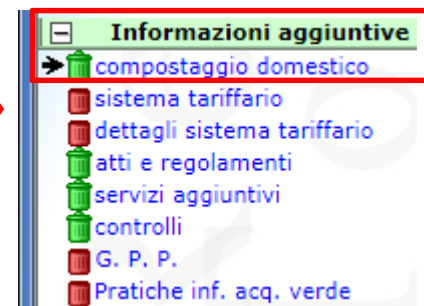 Informazioni aggiuntive
compostaggio domestico
sistema tariffario
dettagli sistema tariffario
atti e regolamenti
servizi aggiuntivi
controlli
G. P. P.
Pratiche inf. acq. verde